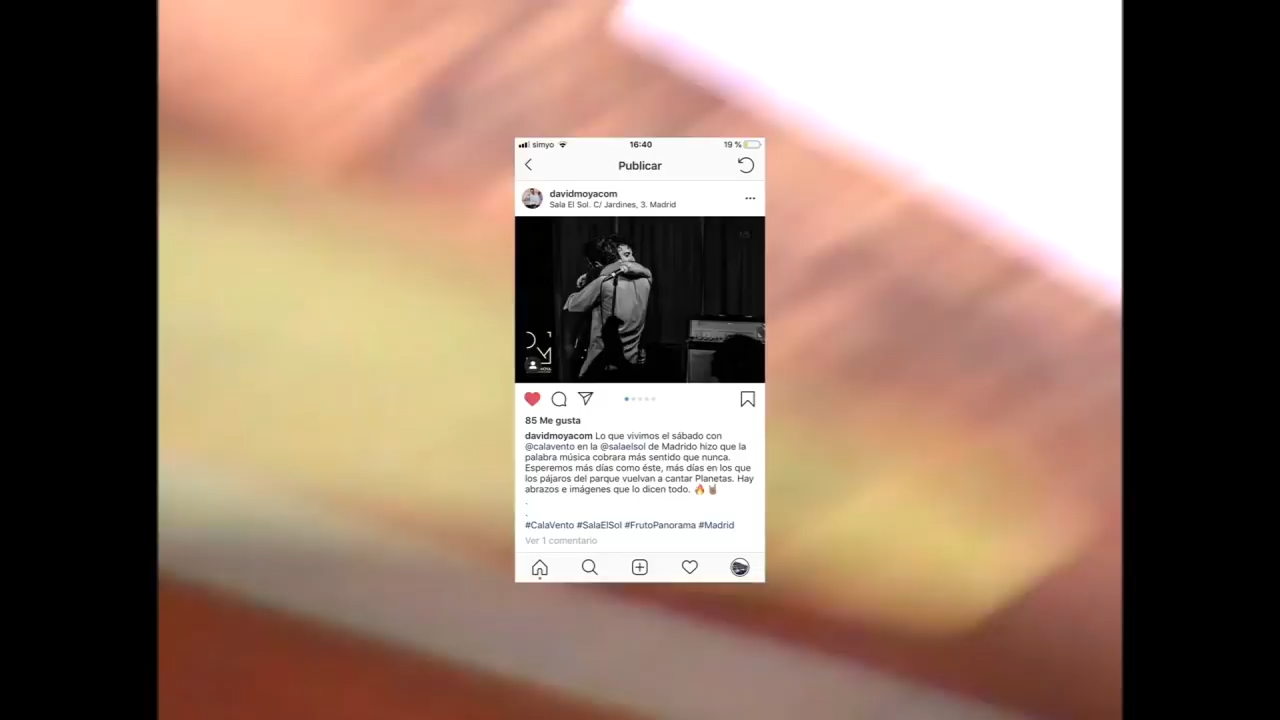 simyo 16:40 19 %
Publicar
davidmoyacom
Sala El Sol. C/ Jardines, 3. Madrid
85 Me gusta
davidmoyacom Lo que vivimos el sábado con
@calavento en la @salaelsol de Madrido hizo que la
palabra música cobrara más sentido que nunca.
Esperemos más días como éste, más días en los que
los pájaros del parque vuelvan a cantar Planetas. Hay
abrazos e imágenes que lo dicen todo. 🔥🤘🏽
.
.
#CalaVento #SalaElSol #FrutoPanorama #Madrid
Ver 1 comentario